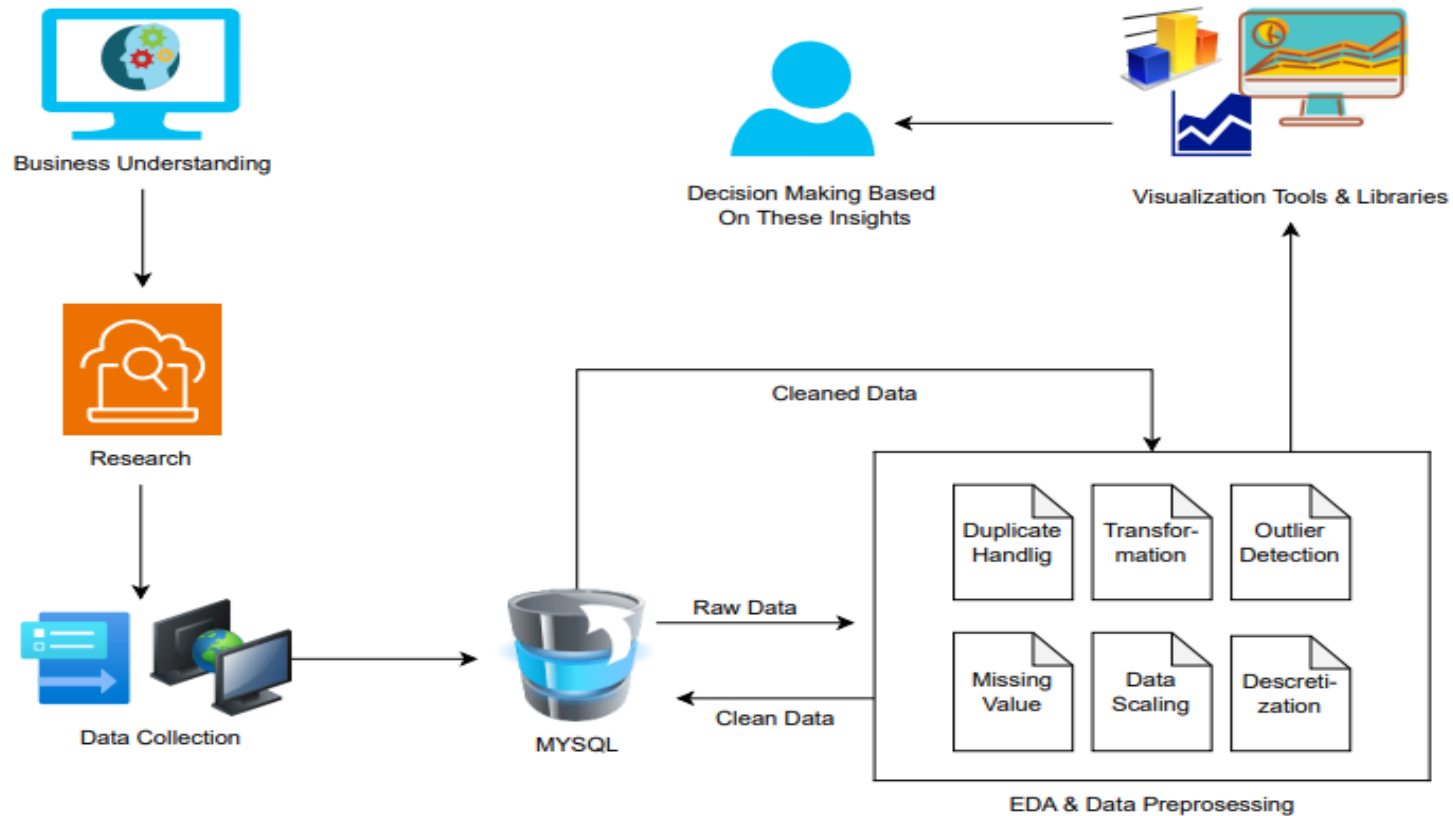 Business Understanding
Decision Making Based
On These Insights
Visualization Tools & Libraries
Research
Cleaned Data
Duplicate
Handlig
Transfor-
mation
Outlier
Detection
Raw Data
Missing
Value
Data
Scaling
Descreti-
zation
Clean Data
Data Collection
MYSQL
EDA & Data Preprosessing